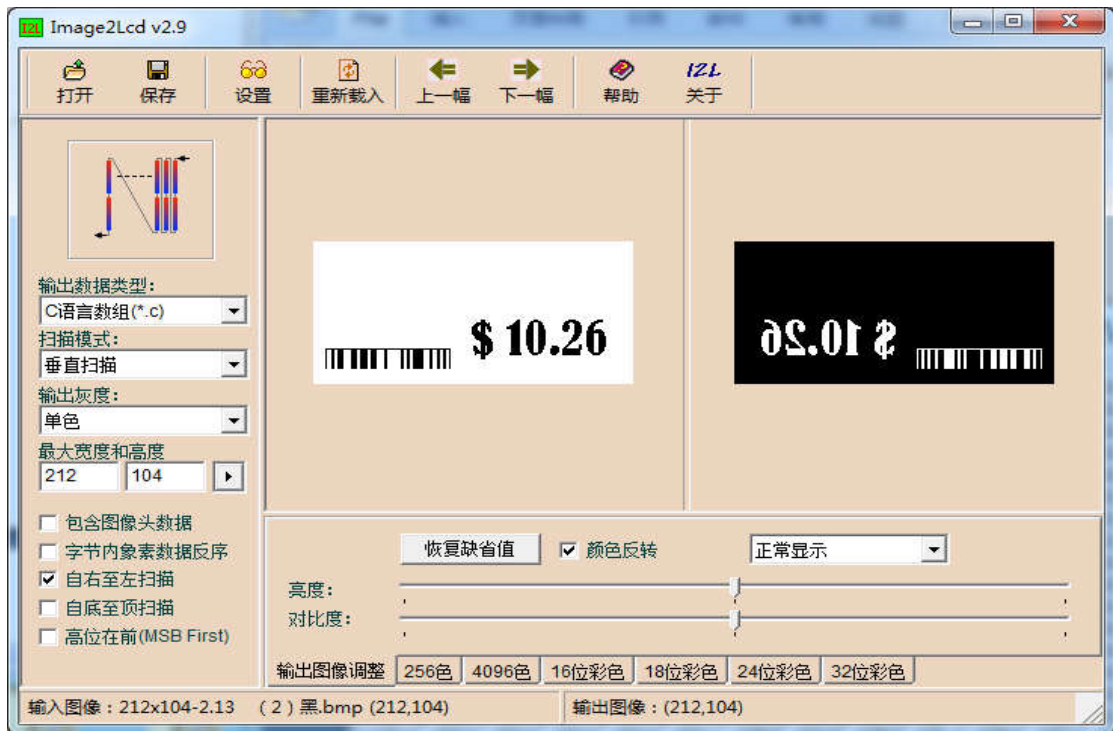 Image2Lcd v2.9
打开 保存 设置 重新载入 上一幅 下一幅 帮助 关于
输出数据类型:
C语言数组(*.c)
扫描模式:
垂直扫描
输出灰度:
单色
最大宽度和高度
212 104
包含图像头数据
字节内象素数据反序
自右至左扫描
自底至顶扫描
高位在前(MSB First)
$ 10.26
$ 10.26
恢复缺省值 颜色反转 正常显示
亮度:
对比度:
输出图像调整 256色 4096色 16位彩色 18位彩色 24位彩色 32位彩色
输入图像：212x104-2.13 （2）黑.bmp (212,104) 输出图像：(212,104)